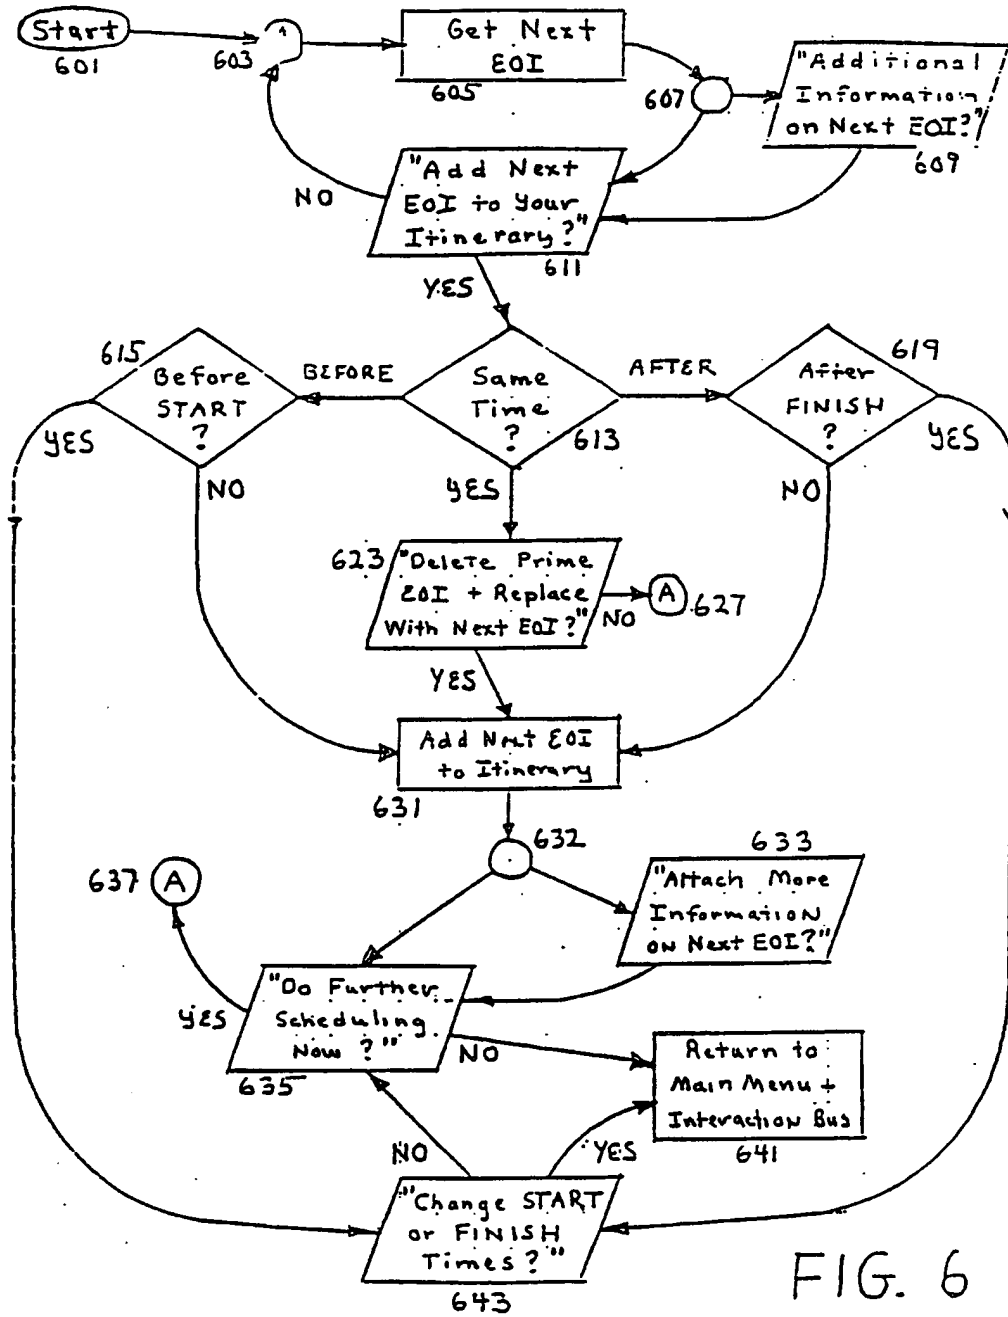 Start
601
603
Get Next
EOI
605
607
"Additional
Information
on Next EOI?"
609
NO
"Add Next
EOI to Your
Itinerary?"
611
YES
615
Before
START
?
BEFORE
Same
Time
?
613
AFTER
After
FINISH
?
619
YES
NO
YES
NO
YES
623
"Delete Prime
EOI + Replace
With Next EOI?"
NO
A
627
YES
Add Next EOI
to Itinerary
631
632
633
"Attach More
Information
on Next EOI?"
637
A
YES
"Do Further
Scheduling
Now?"
635
NO
Return to
Main Menu +
Interaction Bus
641
NO
YES
"Change START
or FINISH
Times?"
643
FIG. 6